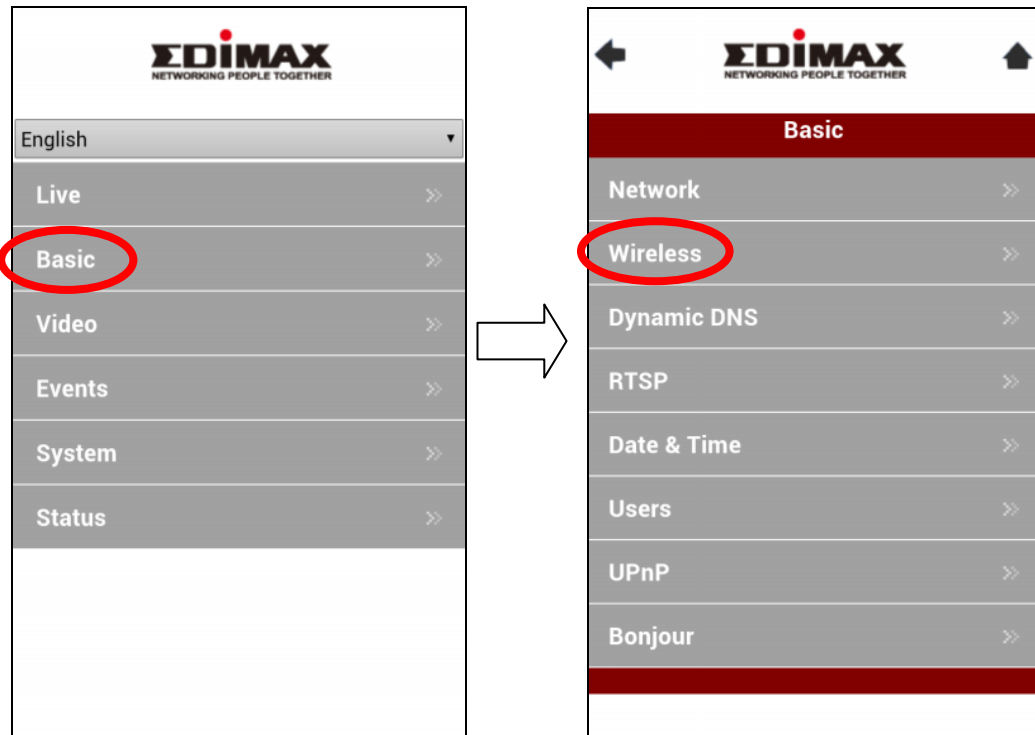 EDIMAX
NETWORKING PEOPLE TOGETHER
English
Live
Basic
Video
Events
System
Status
EDIMAX
NETWORKING PEOPLE TOGETHER
Basic
Network
Wireless
Dynamic DNS
RTSP
Date & Time
Users
UPnP
Bonjour